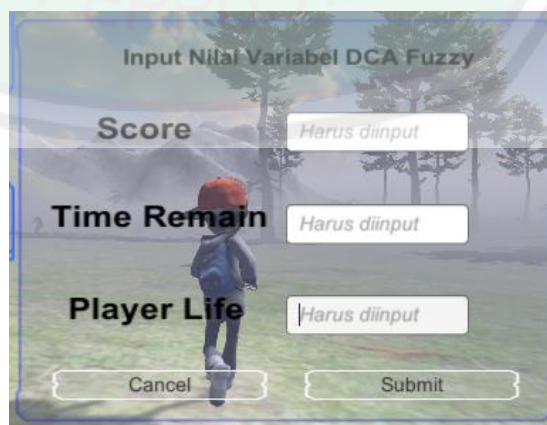 Input Nilai Variabel DCA Fuzzy
Score
Harus diinput
Time Remain
Harus diinput
Player Life
Harus diinput
Cancel
Submit